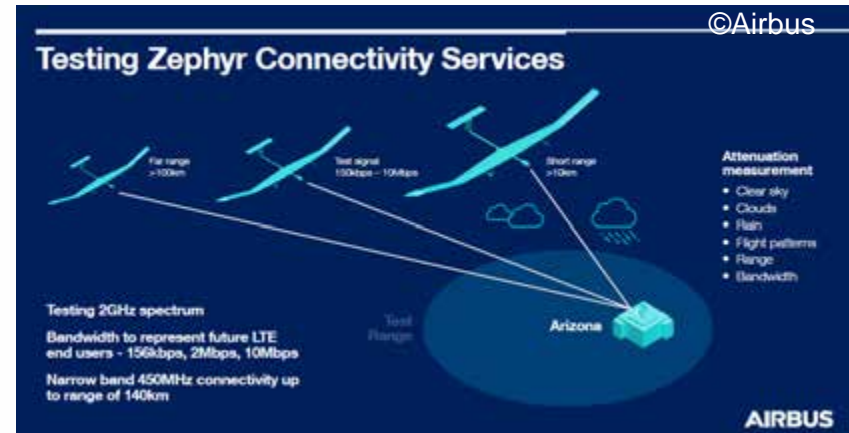 ©Airbus
Testing Zephyr Connectivity Services
Far range
>100km
Test signal
150kbps – 10Mbps
Short range
>10km
Attenuation
measurement
• Clear sky
• Clouds
• Rain
• Flight patterns
• Range
• Bandwidth
Testing 2GHz spectrum
Bandwidth to represent future LTE
end users - 156kbps, 2Mbps, 10Mbps
Narrow band 450MHz connectivity up
to range of 140km
Test
Range
Arizona
AIRBUS